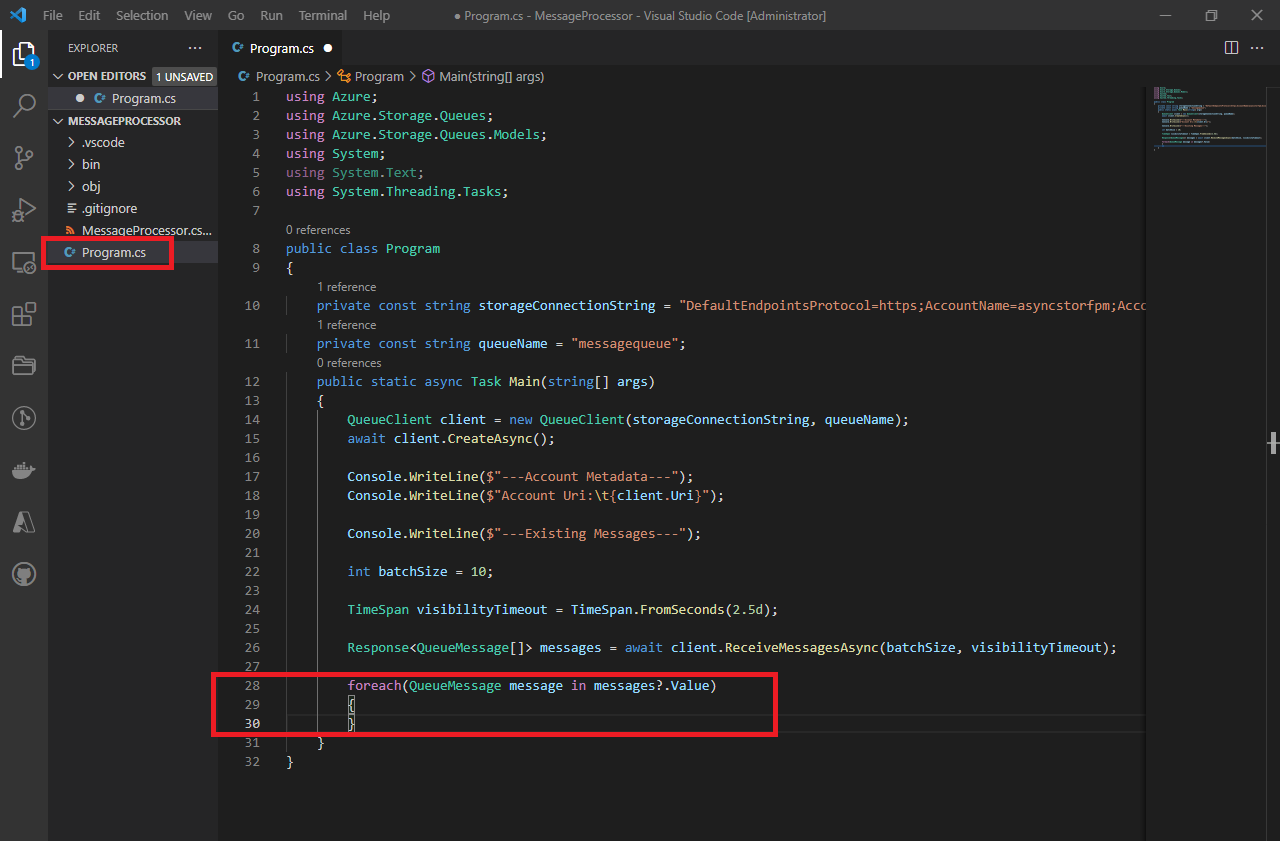 File Edit Selection View Go Run Terminal Help ● Program.cs - MessageProcessor - Visual Studio Code [Administrator]
EXPLORER ···
OPEN EDITORS 1 UNSAVED
● C# Program.cs
MESSAGEPROCESSOR
.vscode
bin
obj
.gitignore
MessageProcessor.cs...
C# Program.cs
1
C# Program.cs ●
C# Program.cs > Program > Main(string[] args)
1 using Azure;
2 using Azure.Storage.Queues;
3 using Azure.Storage.Queues.Models;
4 using System;
5 using System.Text;
6 using System.Threading.Tasks;
7
0 references
8 public class Program
9 {
1 reference
10 private const string storageConnectionString = "DefaultEndpointsProtocol=https;AccountName=asyncstorfpm;Acco
1 reference
11 private const string queueName = "messagequeue";
0 references
12 public static async Task Main(string[] args)
13 {
14 QueueClient client = new QueueClient(storageConnectionString, queueName);
15 await client.CreateAsync();
16
17 Console.WriteLine($"---Account Metadata---");
18 Console.WriteLine($"Account Uri:\t{client.Uri}");
19
20 Console.WriteLine($"---Existing Messages---");
21
22 int batchSize = 10;
23
24 TimeSpan visibilityTimeout = TimeSpan.FromSeconds(2.5d);
25
26 Response<QueueMessage[]> messages = await client.ReceiveMessagesAsync(batchSize, visibilityTimeout);
27
28 foreach(QueueMessage message in messages?.Value)
29 {
30 }
31 }
32 }